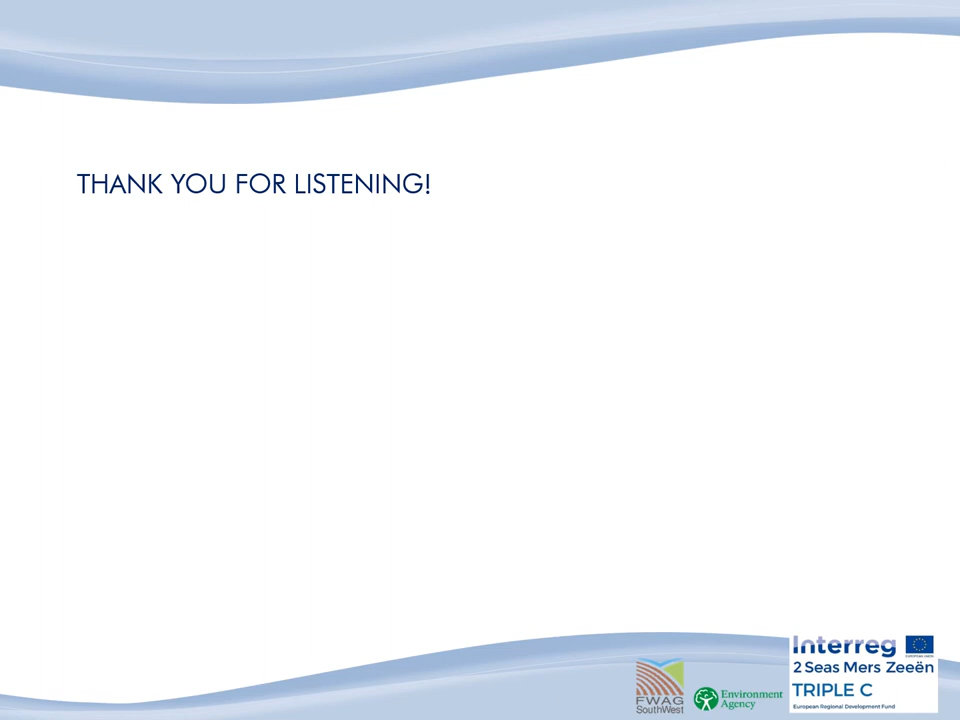 THANK YOU FOR LISTENING!
FWAG
SouthWest
Environment
Agency
Interreg
EUROPEAN UNION
2 Seas Mers Zeeën
TRIPLE C
European Regional Development Fund